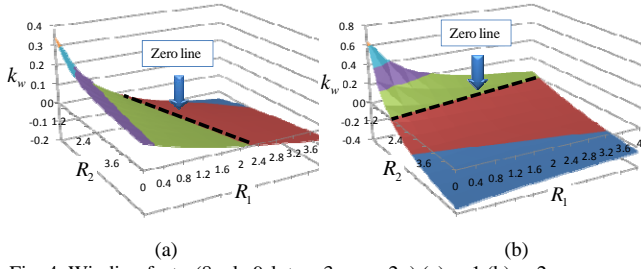 0.4
0.3
0.2
0.1
0.0
-0.1
-0.2
k_w
Zero line
1.2
2.4
3.6
R_2
0 0.4 0.8 1.2 1.6 2 2.4 2.8 3.2 3.6
R_1
(a)
0.8
0.6
0.4
0.2
0.0
-0.2
-0.4
k_w
Zero line
1.2
2.4
3.6
R_2
0 0.4 0.8 1.2 1.6 2 2.4 2.8 3.2 3.6 4
R_1
(b)